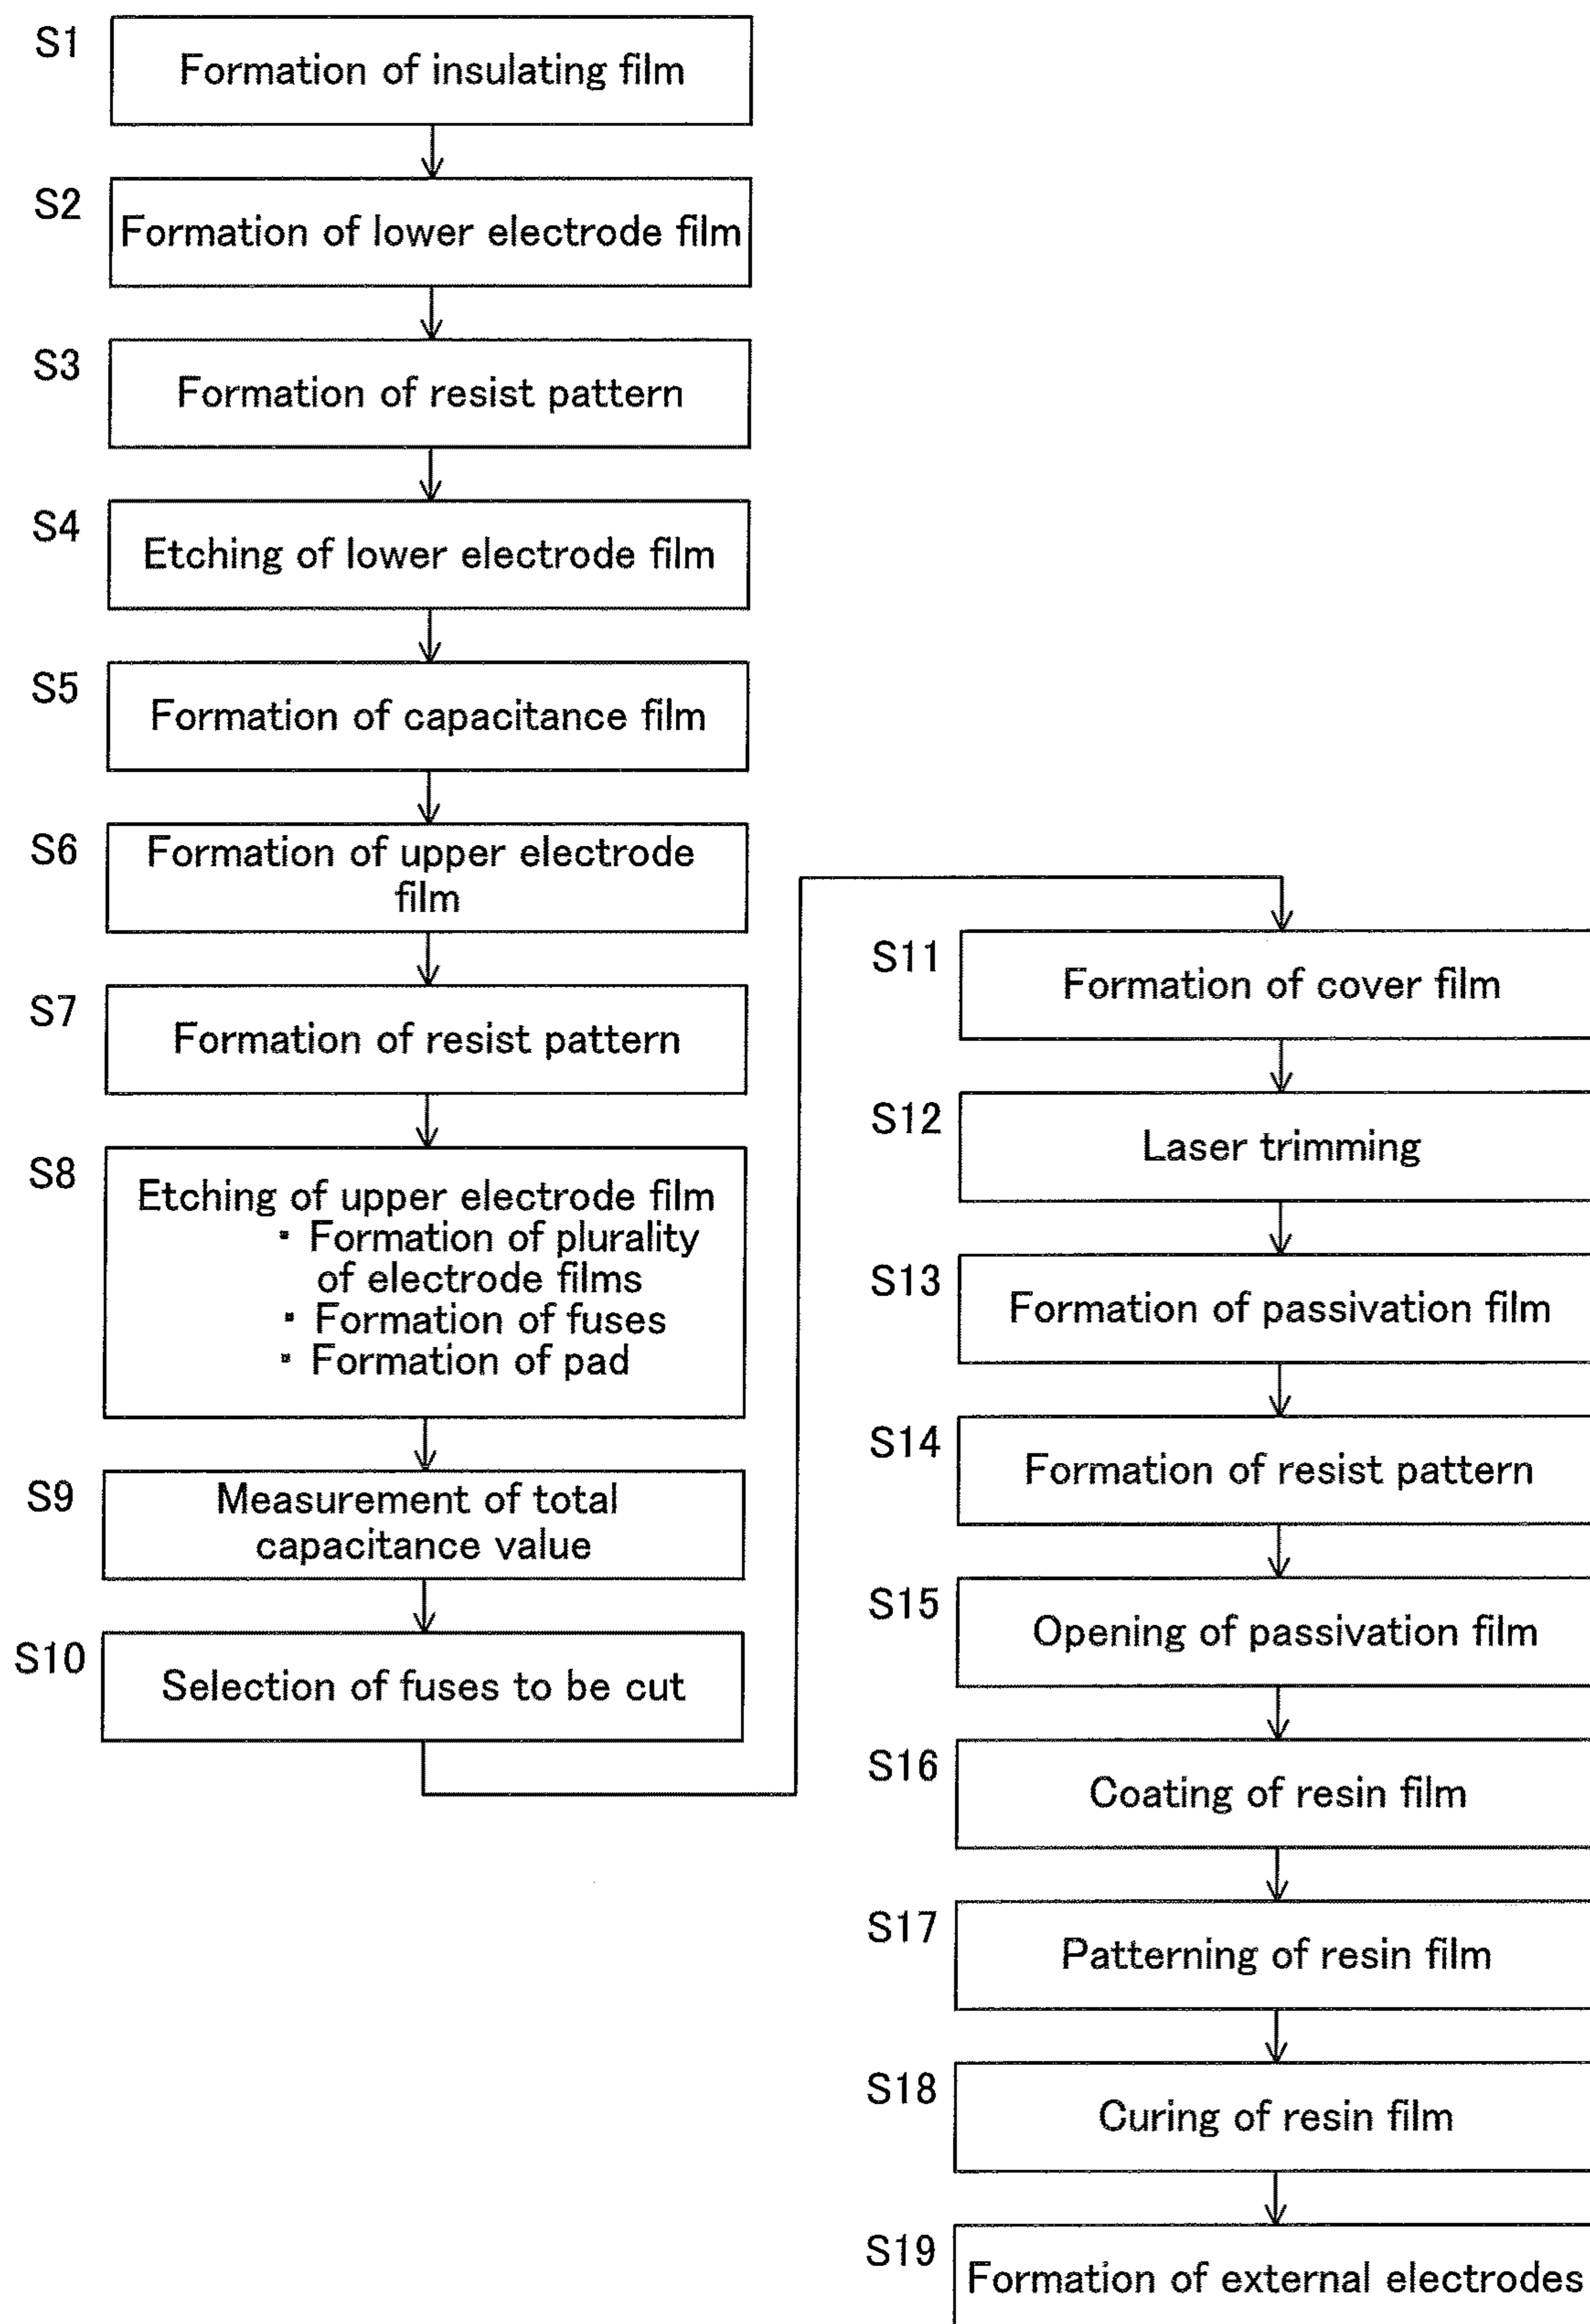 S1
Formation of insulating film
S2
Formation of lower electrode film
S3
Formation of resist pattern
S4
Etching of lower electrode film
S5
Formation of capacitance film
S6
Formation of upper electrode
film
S7
Formation of resist pattern
S8
Etching of upper electrode film
▪ Formation of plurality
of electrode films
▪ Formation of fuses
▪ Formation of pad
S9
Measurement of total
capacitance value
S10
Selection of fuses to be cut
S11
Formation of cover film
S12
Laser trimming
S13
Formation of passivation film
S14
Formation of resist pattern
S15
Opening of passivation film
S16
Coating of resin film
S17
Patterning of resin film
S18
Curing of resin film
S19
Formation of external electrodes